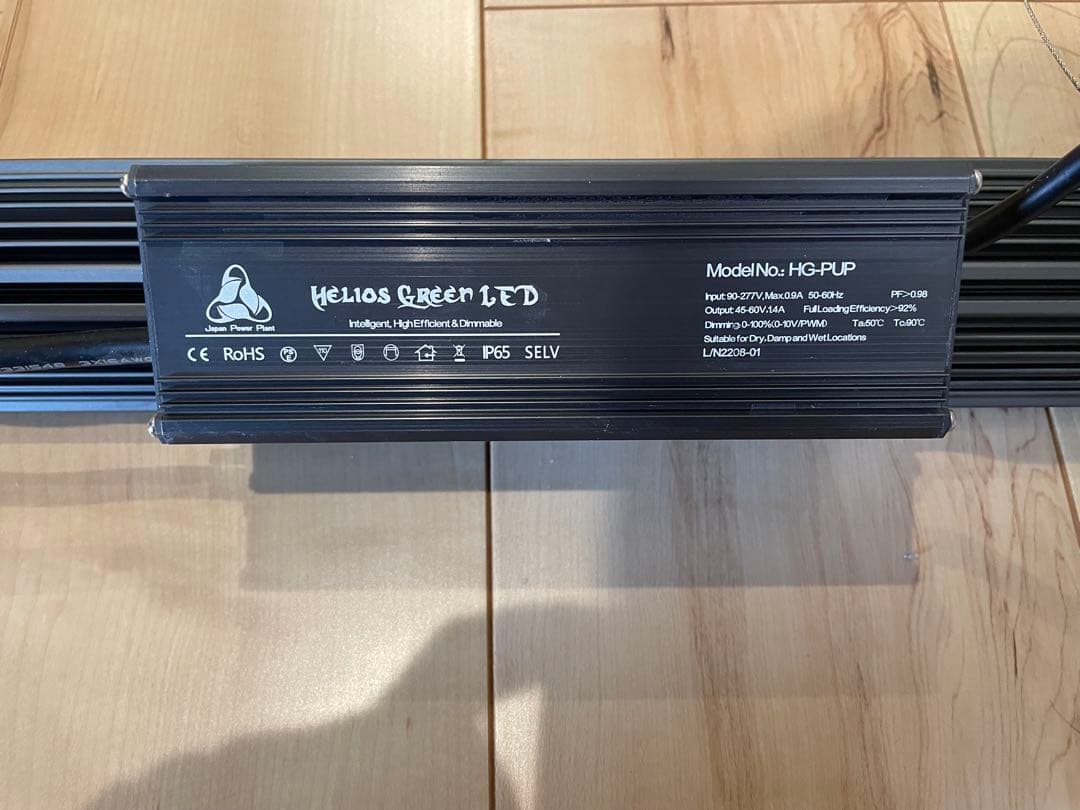 Japan Power Plant
HELIOS GREEN LED
Intelligent, High Efficient & Dimmable
CE RoHS PSE IP65 SELV
Model No.: HG-PUP
Input: 90-277V, Max.0.9A 50-60Hz PF>0.98
Output: 45-60V, 1.4A Full Loading Efficiency>92%
Dimming: 0-100%(0-10V/PWM) Ta:50℃ Tc:90℃
Suitable for Dry, Damp and Wet Locations
L/N2208-01